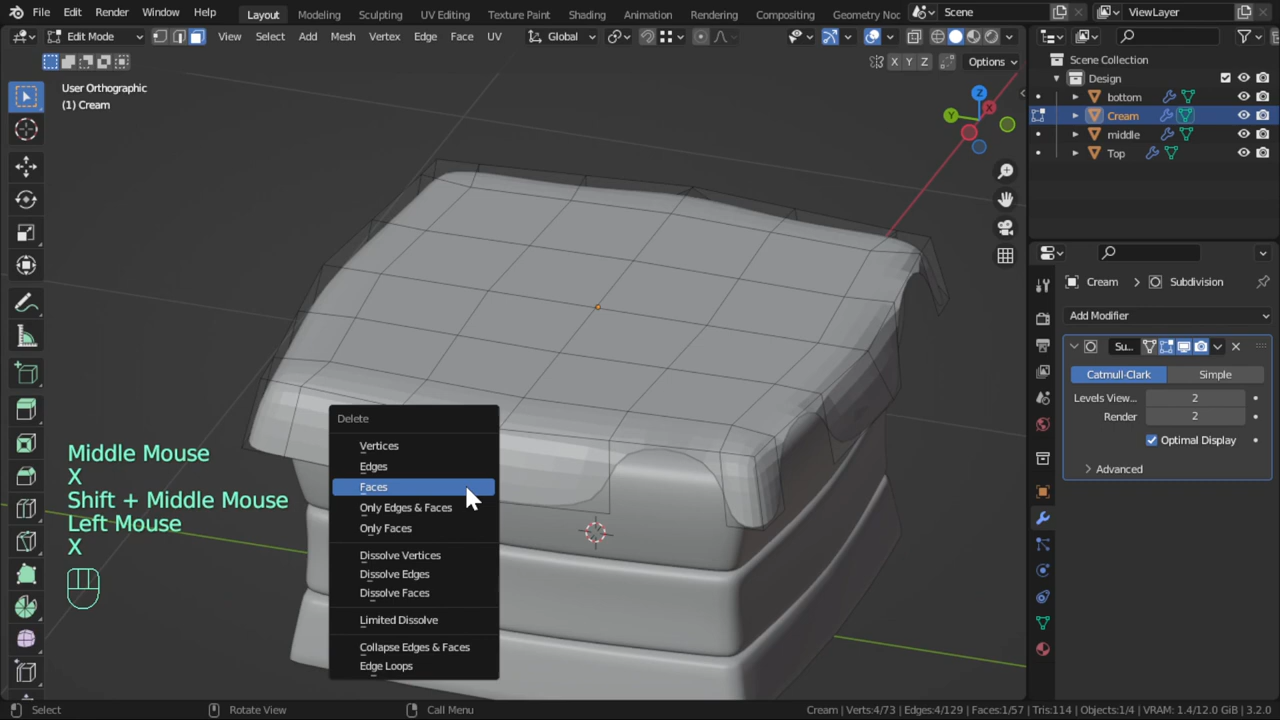 File Edit Render Window Help Layout Modeling Sculpting UV Editing Texture Paint Shading Animation Rendering Compositing Geometry Noc Scene ViewLayer
Edit Mode View Select Add Mesh Vertex Edge Face UV Global
X Y Z Options
User Orthographic
(1) Cream
Z
Y
X
Scene Collection
Design
bottom
Cream
middle
Top
Cream > Subdivision
Add Modifier
Su...
Catmull-Clark Simple
Levels View... 2
Render 2
Optimal Display
Advanced
Delete
Vertices
Edges
Faces
Only Edges & Faces
Only Faces
Dissolve Vertices
Dissolve Edges
Dissolve Faces
Limited Dissolve
Collapse Edges & Faces
Edge Loops
Middle Mouse
X
Shift + Middle Mouse
Left Mouse
X
Select Rotate View Call Menu Cream | Verts:4/73 | Edges:4/129 | Faces:1/57 | Tris:114 | Objects:1/4 | VRAM: 1.4/12.0 GiB | 3.2.0